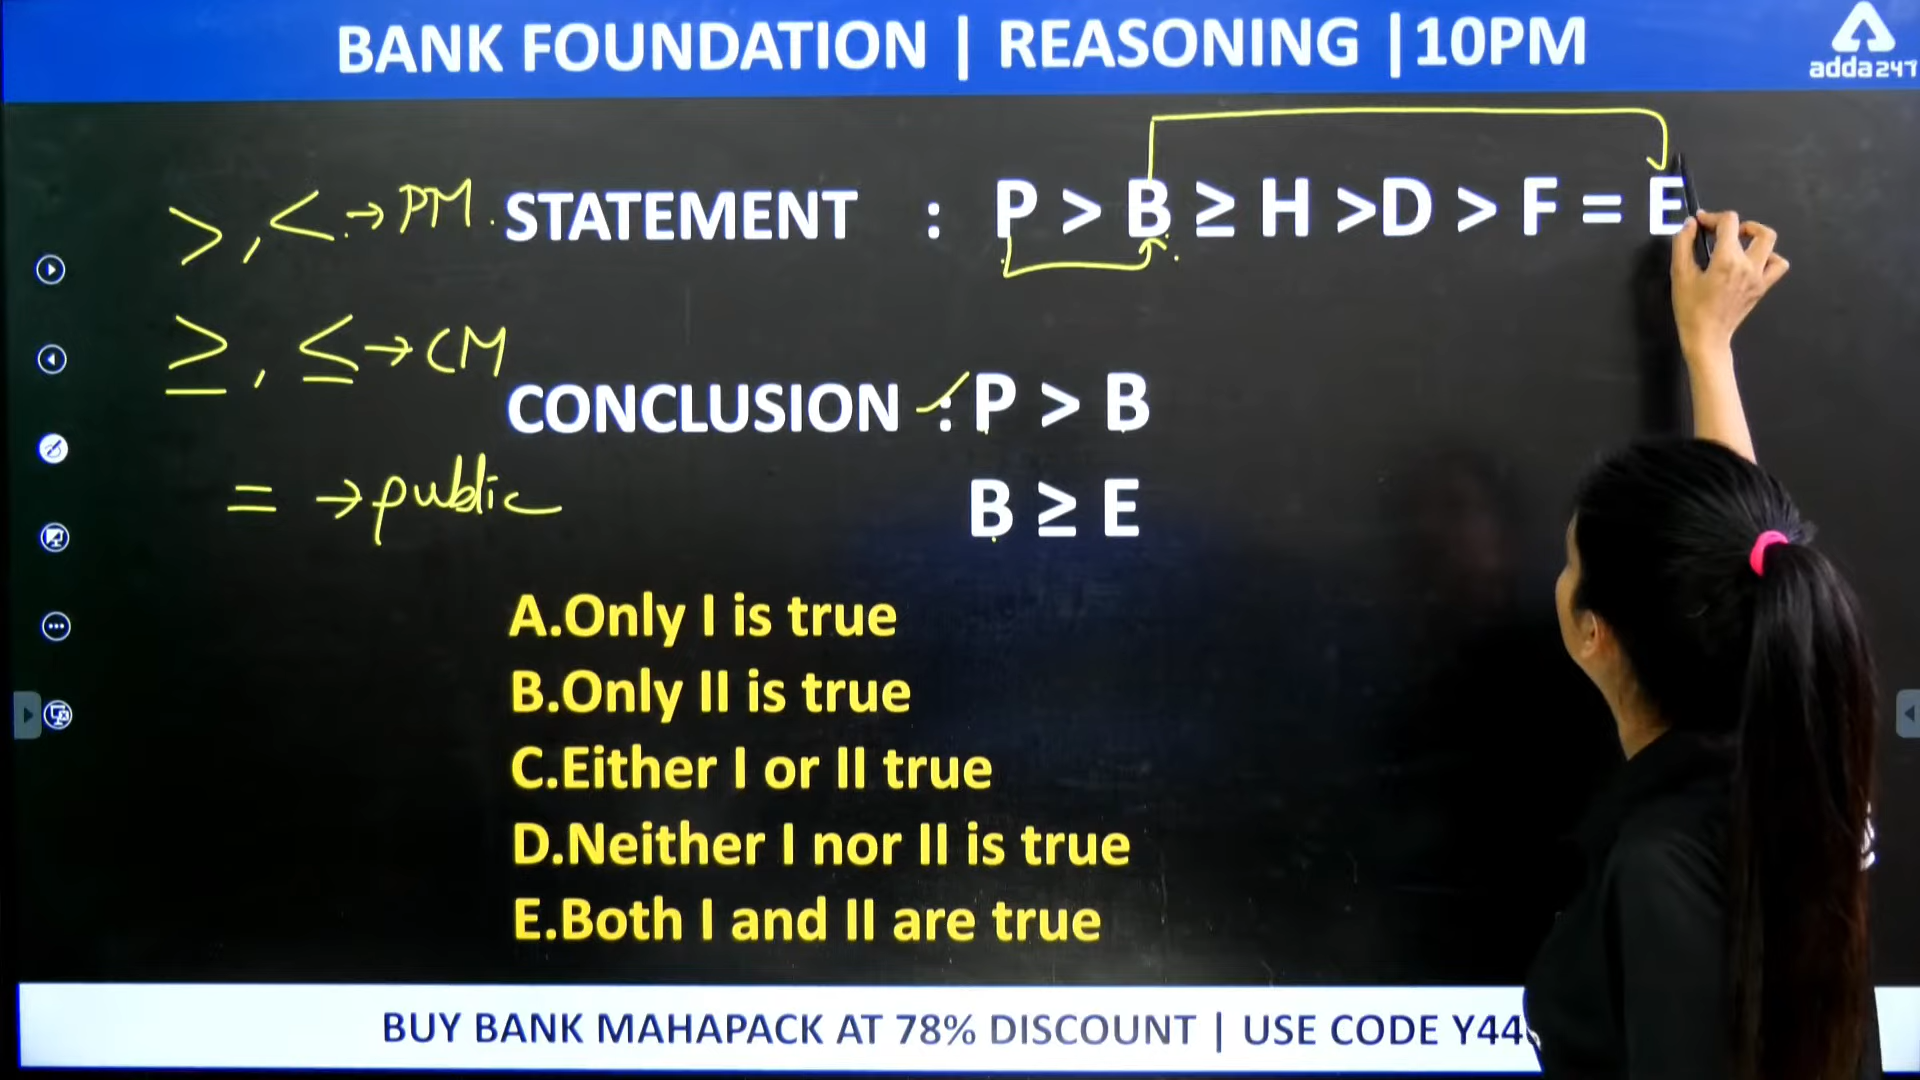 BANK FOUNDATION | REASONING |10PM
adda247
>, < → PM
STATEMENT : P > B ≥ H >D > F = E
≥, ≤ → CM
CONCLUSION : P > B
= → public
B ≥ E
A.Only I is true
B.Only II is true
C.Either I or II true
D.Neither I nor II is true
E.Both I and II are true
BUY BANK MAHAPACK AT 78% DISCOUNT | USE CODE Y44